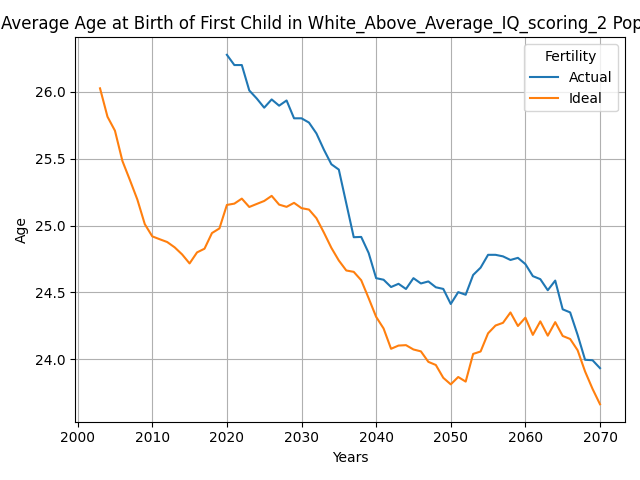 Average Age at Birth of First Child in White_Above_Average_IQ_scoring_2 Pop
Fertility
Actual
Ideal
26.0
25.5
25.0
24.5
24.0
Age
2000 2010 2020 2030 2040 2050 2060 2070
Years